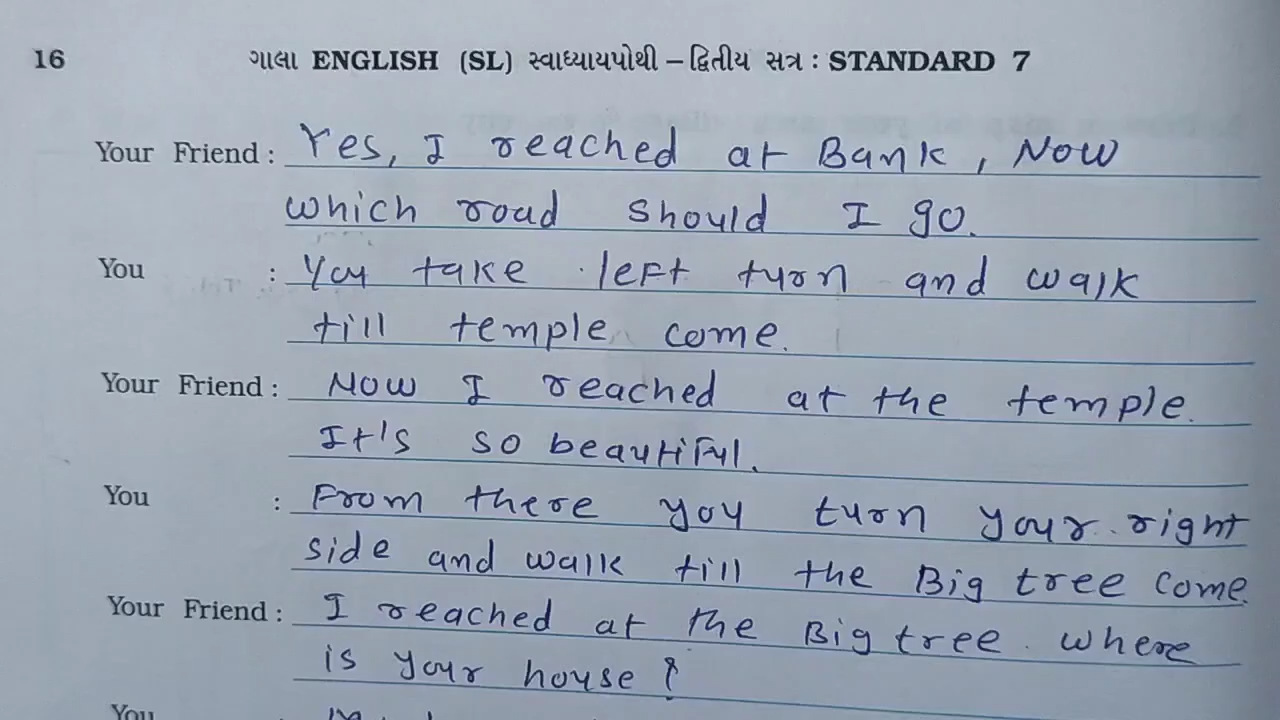 16 ગાલા ENGLISH (SL) સ્વાધ્યાયપોથી – દ્વિતીય સત્ર : STANDARD 7
Your Friend : Yes, I reached at Bank, Now
which road should I go.
You : You take left turn and walk
till temple come.
Your Friend : Now I reached at the temple.
It's so beautiful.
You : From there you turn your right
side and walk till the Big tree come.
Your Friend : I reached at the Big tree. where
is your house ?
You